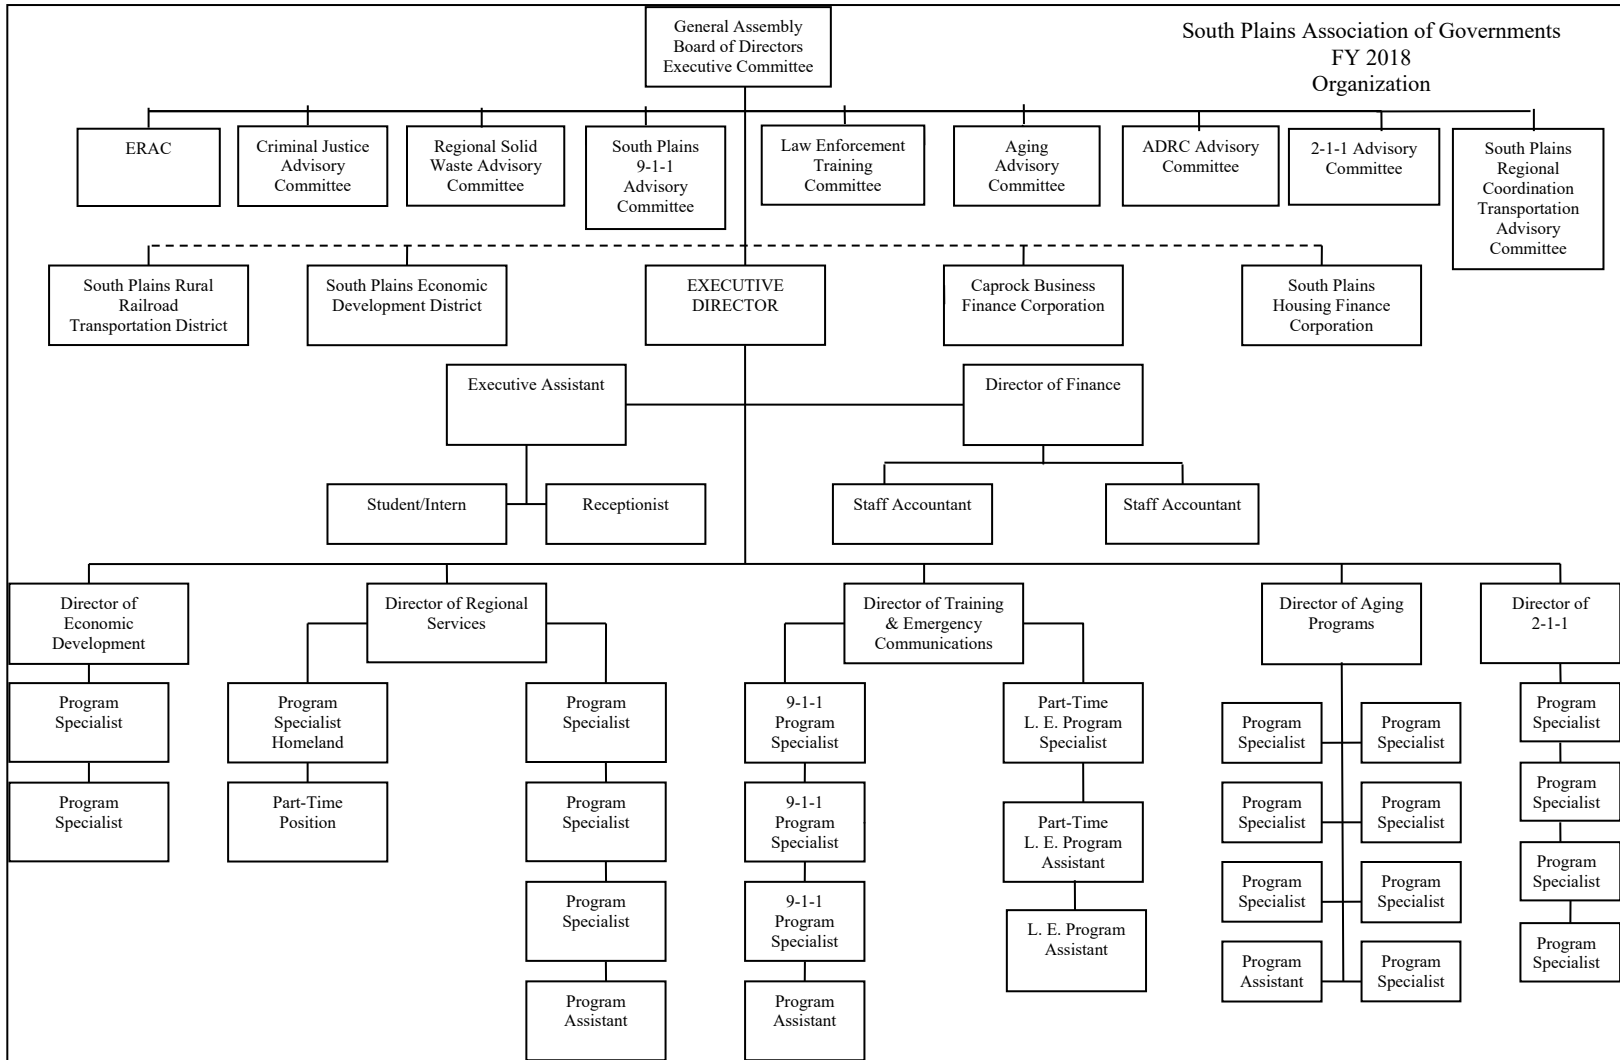 General Assembly
Board of Directors
Executive Committee
South Plains Association of Governments
FY 2018
Organization
ERAC
Criminal Justice
Advisory
Committee
Regional Solid
Waste Advisory
Committee
South Plains
9-1-1
Advisory
Committee
Law Enforcement
Training
Committee
Aging
Advisory
Committee
ADRC Advisory
Committee
2-1-1 Advisory
Committee
South Plains
Regional
Coordination
Transportation
Advisory
Committee
South Plains Rural
Railroad
Transportation District
South Plains Economic
Development District
EXECUTIVE
DIRECTOR
Caprock Business
Finance Corporation
South Plains
Housing Finance
Corporation
Executive Assistant
Director of Finance
Student/Intern
Receptionist
Staff Accountant
Staff Accountant
Director of
Economic
Development
Director of Regional
Services
Director of Training
& Emergency
Communications
Director of Aging
Programs
Director of
2-1-1
Program
Specialist
Program
Specialist
Program
Specialist
Homeland
Part-Time
Position
Program
Specialist
Program
Specialist
Program
Specialist
Program
Assistant
9-1-1
Program
Specialist
9-1-1
Program
Specialist
9-1-1
Program
Specialist
Program
Assistant
Part-Time
L. E. Program
Specialist
Part-Time
L. E. Program
Assistant
L. E. Program
Assistant
Program
Specialist
Program
Specialist
Program
Specialist
Program
Specialist
Program
Specialist
Program
Specialist
Program
Assistant
Program
Specialist
Program
Specialist
Program
Specialist
Program
Specialist
Program
Specialist